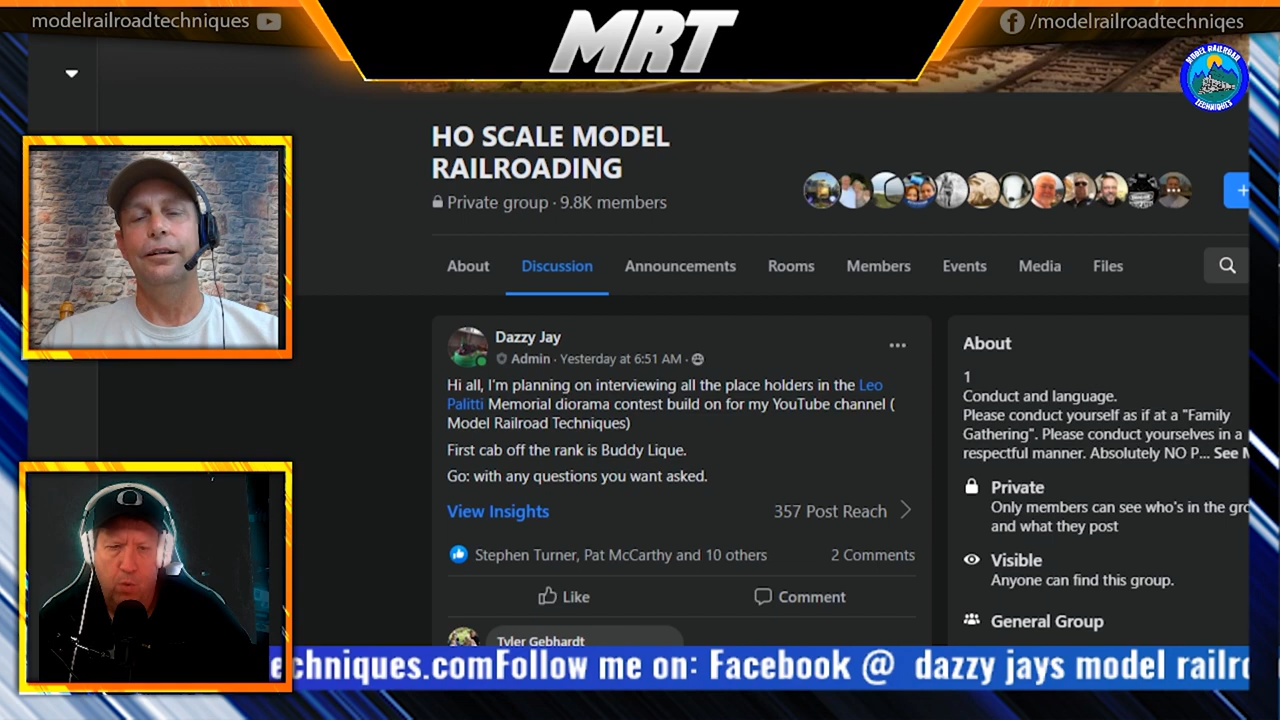 modelrailroadtechniques
MRT
/modelrailroadtechniqes
MODEL RAILROAD
TECHNIQUES
HO SCALE MODEL
RAILROADING
Private group · 9.8K members
About
Discussion
Announcements
Rooms
Members
Events
Media
Files
Dazzy Jay
Admin · Yesterday at 6:51 AM ·
Hi all, I'm planning on interviewing all the place holders in the Leo
Palitti Memorial diorama contest build on for my YouTube channel (
Model Railroad Techniques)
First cab off the rank is Buddy Lique.
Go: with any questions you want asked.
View Insights
357 Post Reach
Stephen Turner, Pat McCarthy and 10 others
2 Comments
Like
Comment
Tyler Gebhardt
About
1
Conduct and language.
Please conduct yourself as if at a "Family
Gathering". Please conduct yourselves in a
respectful manner. Absolutely NO P... See M
Private
Only members can see who's in the gro
and what they post
Visible
Anyone can find this group.
General Group
echniques.comFollow me on: Facebook @ dazzy jays model railro